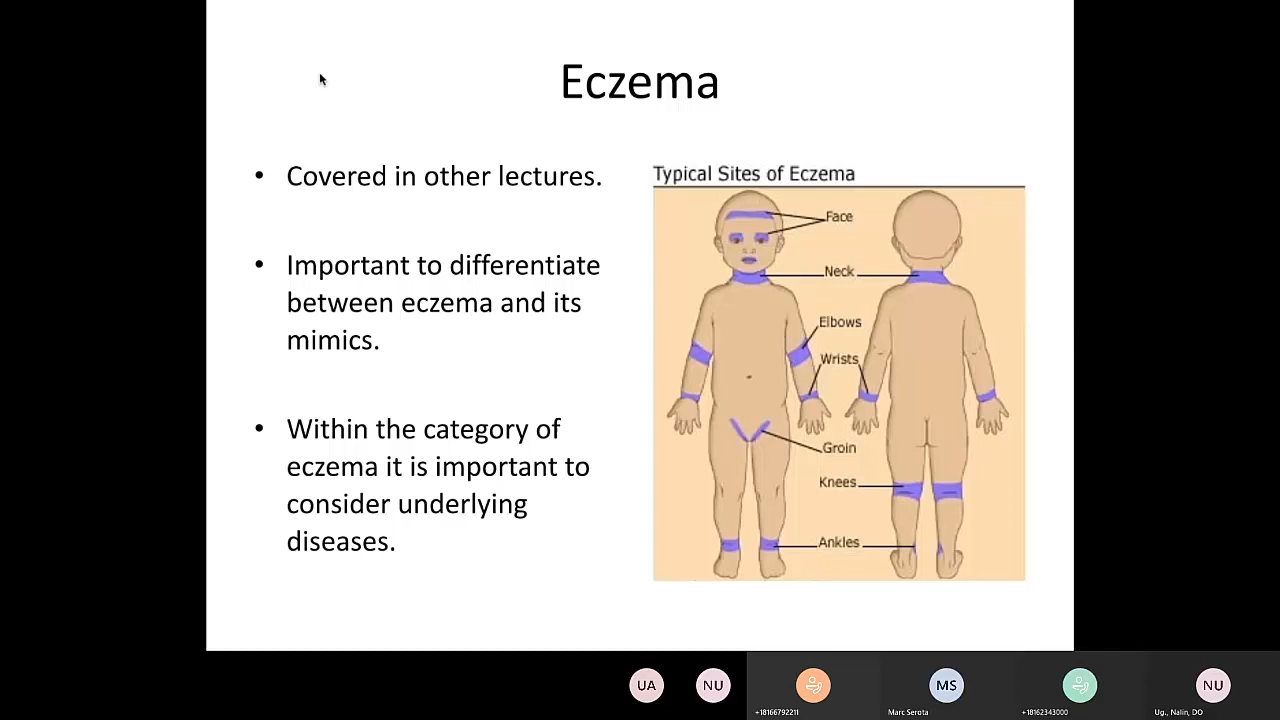 Eczema
• Covered in other lectures.
• Important to differentiate
between eczema and its
mimics.
• Within the category of
eczema it is important to
consider underlying
diseases.
Typical Sites of Eczema
Face
Neck
Elbows
Wrists
Groin
Knees
Ankles
UA
NU
MS
NU
+18166792211
Marc Serota
+18162343000
Ug., Nalin, DO